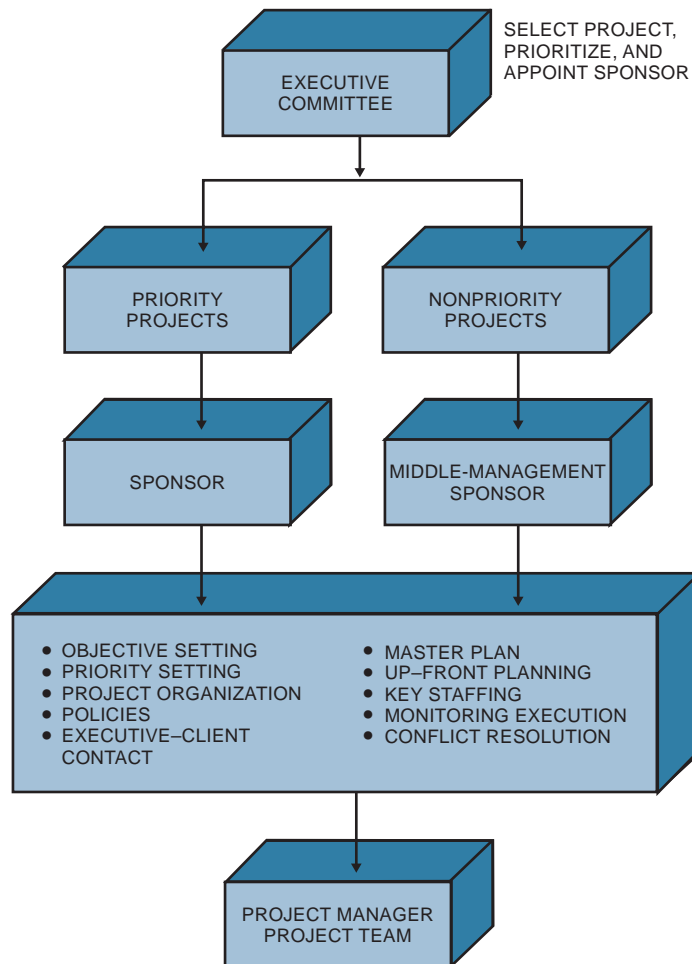 SELECT PROJECT,
PRIORITIZE, AND
APPOINT SPONSOR
EXECUTIVE
COMMITTEE
PRIORITY
PROJECTS
NONPRIORITY
PROJECTS
SPONSOR
MIDDLE-MANAGEMENT
SPONSOR
• OBJECTIVE SETTING
• PRIORITY SETTING
• PROJECT ORGANIZATION
• POLICIES
• EXECUTIVE–CLIENT
CONTACT
• MASTER PLAN
• UP–FRONT PLANNING
• KEY STAFFING
• MONITORING EXECUTION
• CONFLICT RESOLUTION
PROJECT MANAGER
PROJECT TEAM